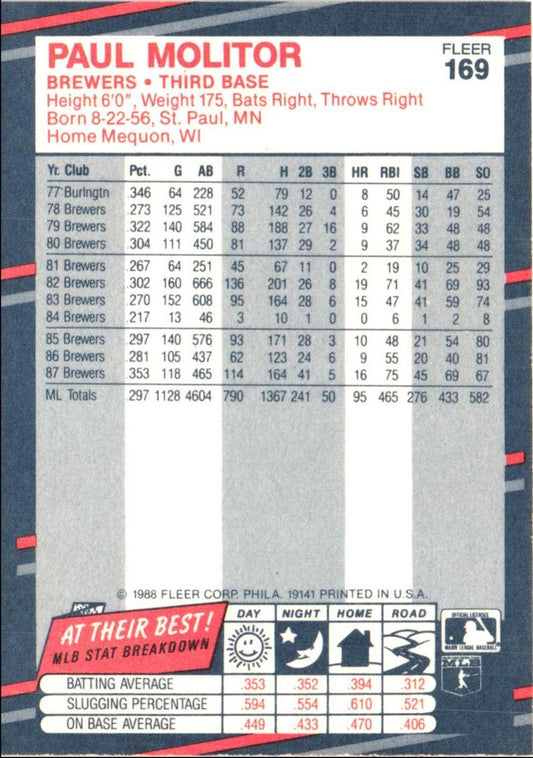 PAUL MOLITOR
BREWERS • THIRD BASE
Height 6'0", Weight 175, Bats Right, Throws Right
Born 8-22-56, St. Paul, MN
Home Mequon, WI
FLEER
169
Yr. Club Pct. G AB R H 2B 3B HR RBI SB BB SO
77 Burlngtn .346 64 228 52 79 12 0 8 50 14 47 25
78 Brewers .273 125 521 73 142 26 4 6 45 30 19 54
79 Brewers .322 140 584 88 188 27 16 9 62 33 48 48
80 Brewers .304 111 450 81 137 29 2 9 37 34 48 48
81 Brewers .267 64 251 45 67 11 0 2 19 10 25 29
82 Brewers .302 160 666 136 201 26 8 19 71 41 69 93
83 Brewers .270 152 608 95 164 28 6 15 47 41 59 74
84 Brewers .217 13 46 3 10 1 0 0 6 1 2 8
85 Brewers .297 140 576 93 171 28 3 10 48 21 54 80
86 Brewers .281 105 437 62 123 24 6 9 55 20 40 81
87 Brewers .353 118 465 114 164 41 5 16 75 45 69 67
ML Totals .297 1128 4604 790 1367 241 50 95 465 276 433 582
© 1988 FLEER CORP. PHILA. 19141 PRINTED IN U.S.A.
AT THEIR BEST!
MLB STAT BREAKDOWN
DAY NIGHT HOME ROAD
BATTING AVERAGE .353 .352 .394 .312
SLUGGING PERCENTAGE .594 .554 .610 .521
ON BASE AVERAGE .449 .433 .470 .406
OFFICIAL LICENSEE
MAJOR LEAGUE BASEBALL
MLB